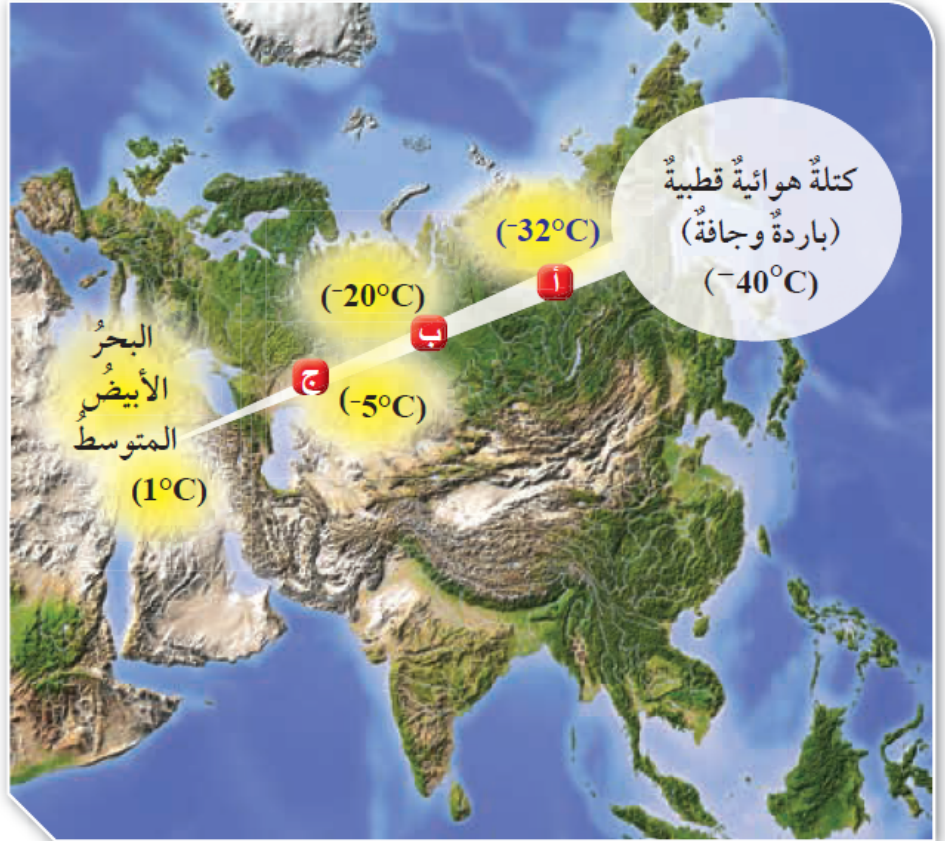 كتلةٌ هوائيةٌ قطبيةٌ
(باردةٌ وجافةٌ)
(⁻40°C)
(⁻32°C)
أ
(⁻20°C)
ب
ج
(⁻5°C)
البحرُ
الأبيضُ
المتوسطُ
(1°C)